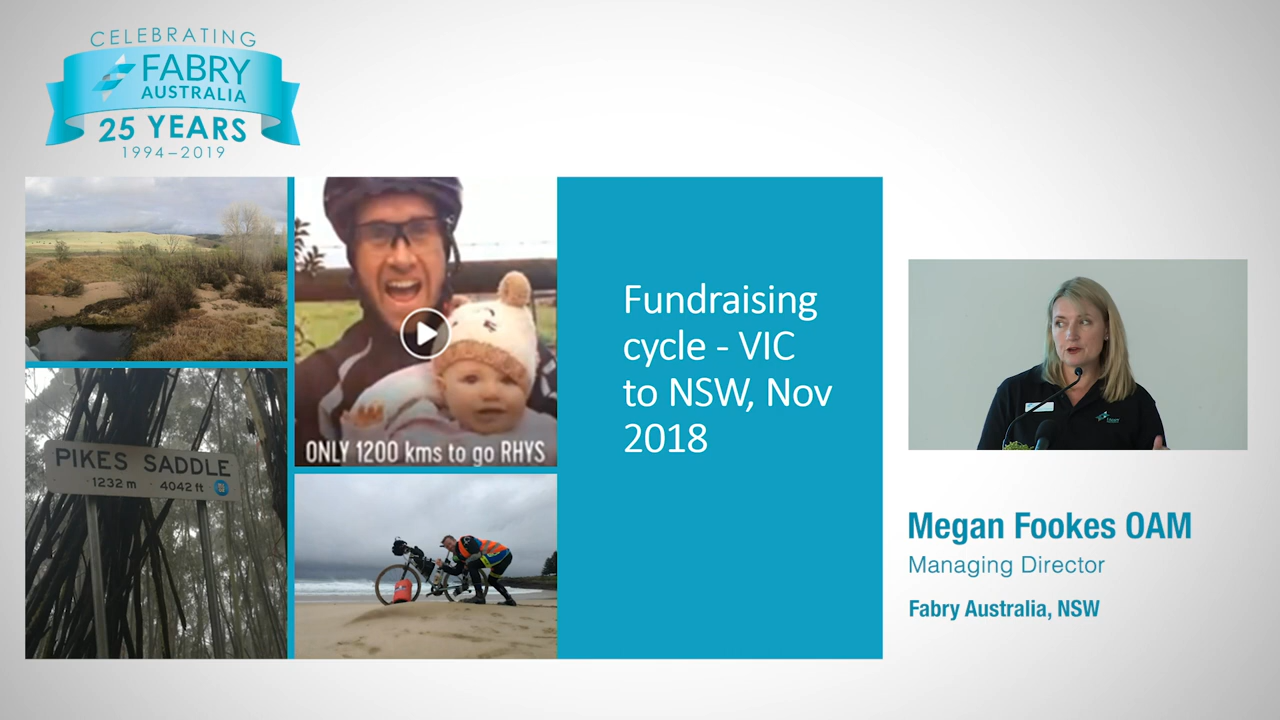 CELEBRATING
FABRY
AUSTRALIA
25 YEARS
1994–2019
PIKES SADDLE
1232 m · 4042 ft
ONLY 1200 kms to go RHYS
Fundraising
cycle - VIC
to NSW, Nov
2018
Megan Fookes OAM
Managing Director
Fabry Australia, NSW